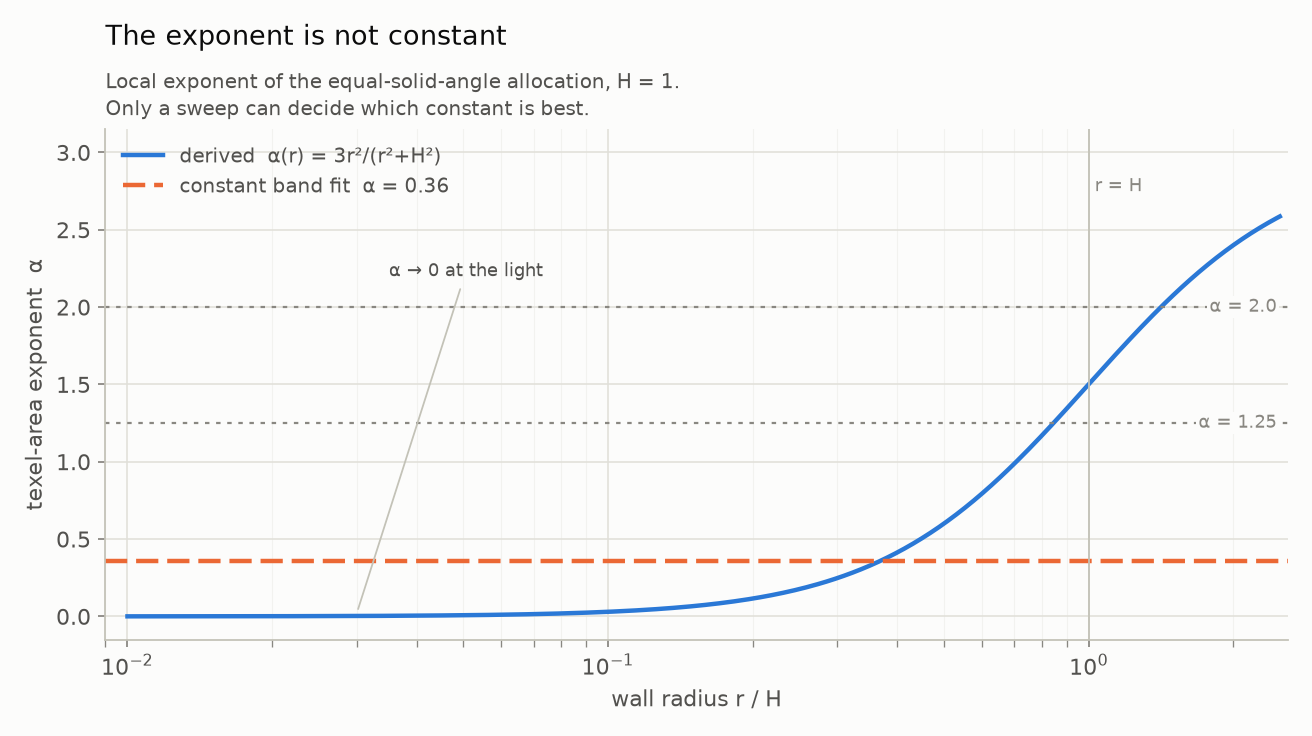 The exponent is not constant
Local exponent of the equal-solid-angle allocation, H = 1.
Only a sweep can decide which constant is best.
derived  α(r) = 3r²/(r²+H²)
constant band fit  α = 0.36
r = H
α → 0 at the light
α = 2.0
α = 1.25
texel-area exponent  α
3.0
2.5
2.0
1.5
1.0
0.5
0.0
10⁻²
10⁻¹
10⁰
wall radius r / H